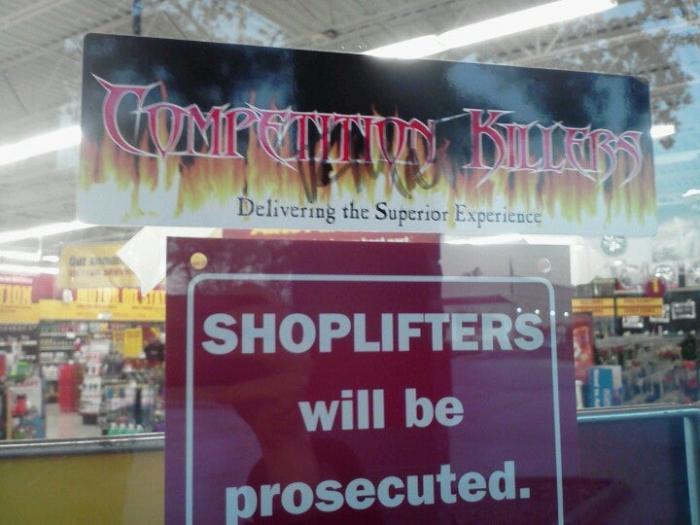 COMPETITION KILLERS
Delivering the Superior Experience
SHOPLIFTERS
will be
prosecuted.